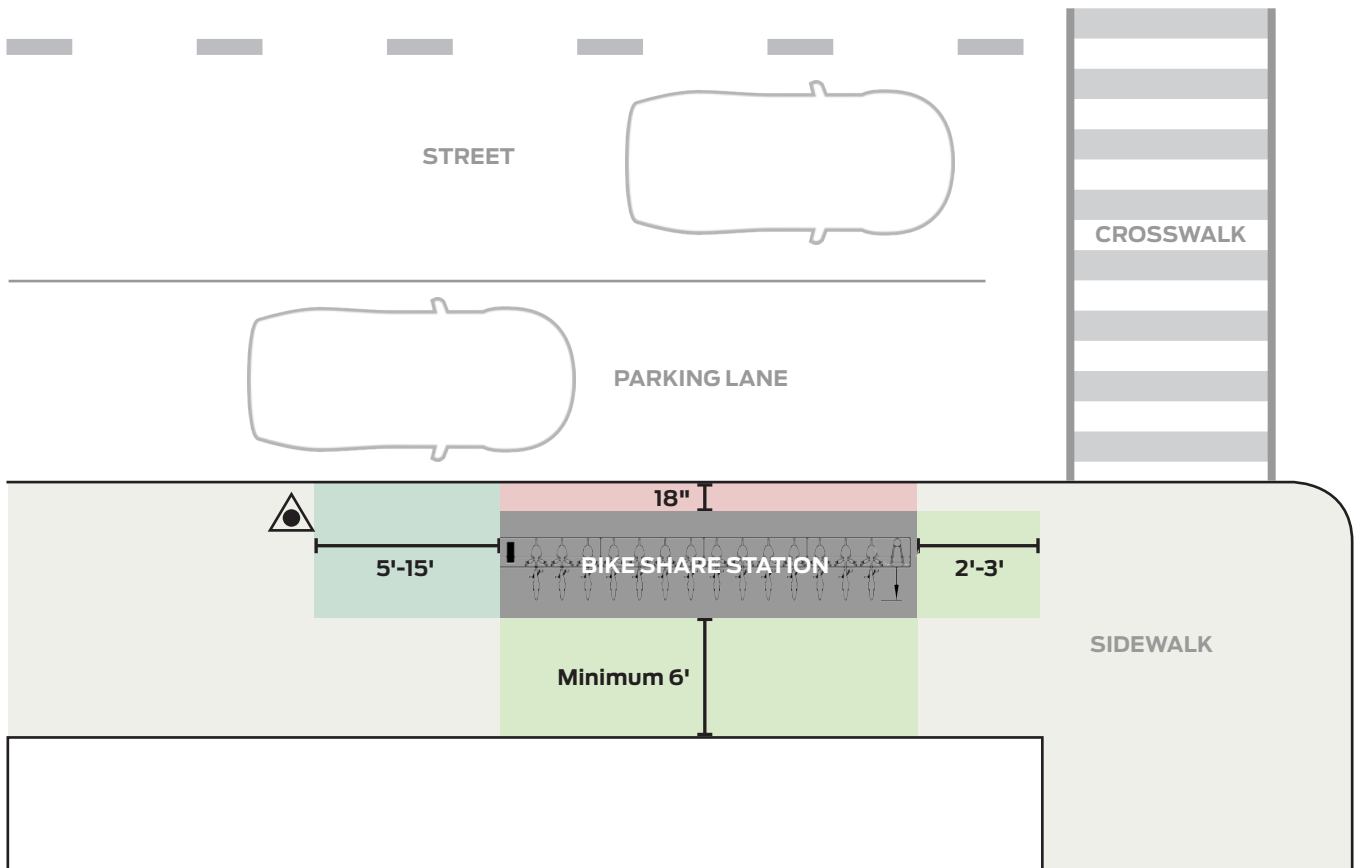 STREET
CROSSWALK
PARKING LANE
18"
5'-15'
BIKE SHARE STATION
2'-3'
SIDEWALK
Minimum 6'